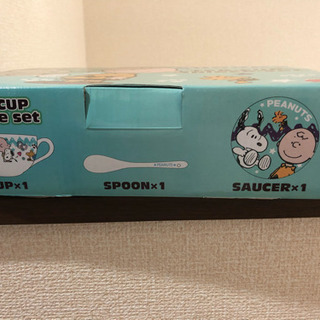 CUP
e set
UP×1
SPOON×1
PEANUTS
SAUCER×1